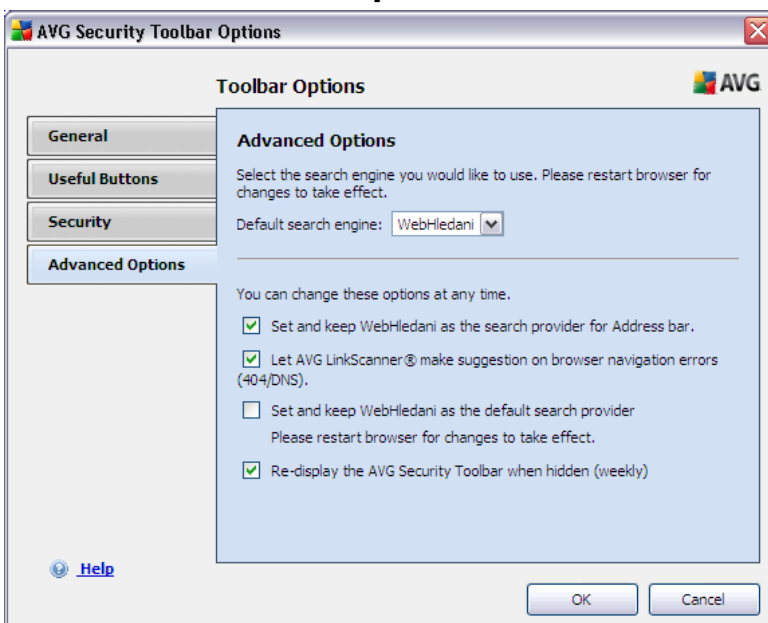 AVG Security Toolbar Options
Toolbar Options
AVG
General
Useful Buttons
Security
Advanced Options
Advanced Options
Select the search engine you would like to use. Please restart browser for
changes to take effect.
Default search engine: WebHledani
You can change these options at any time.
Set and keep WebHledani as the search provider for Address bar.
Let AVG LinkScanner® make suggestion on browser navigation errors
(404/DNS).
Set and keep WebHledani as the default search provider
Please restart browser for changes to take effect.
Re-display the AVG Security Toolbar when hidden (weekly)
Help
OK
Cancel